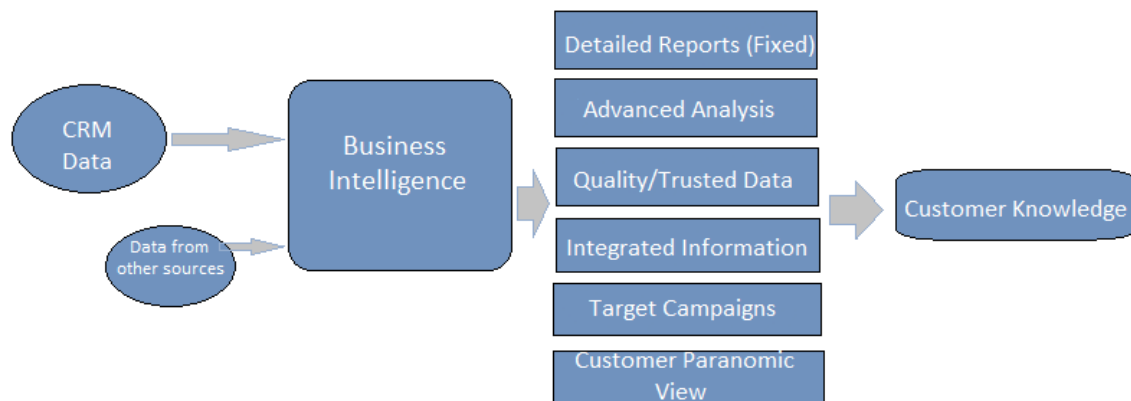 CRM
Data
Data from
other sources
Business
Intelligence
Detailed Reports (Fixed)
Advanced Analysis
Quality/Trusted Data
Integrated Information
Target Campaigns
Customer Paranomic
View
Customer Knowledge